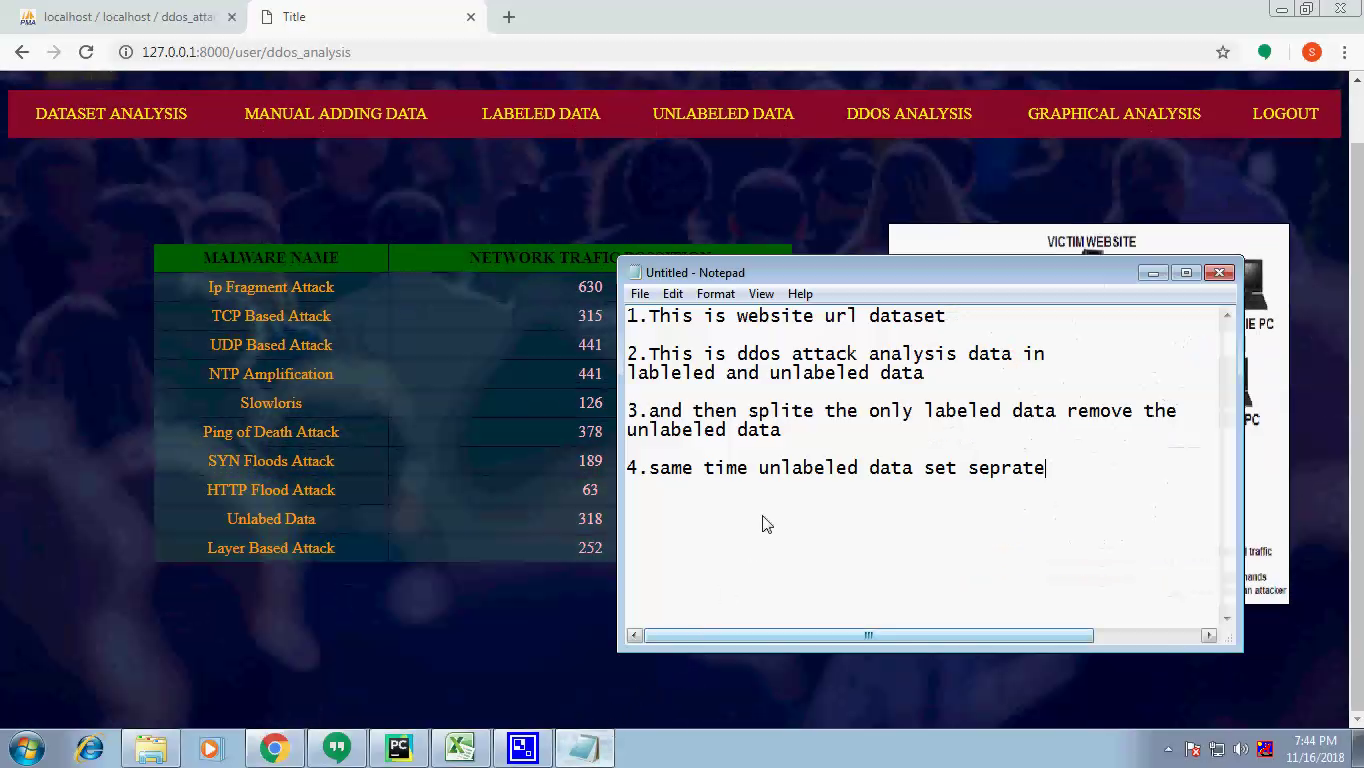 localhost / localhost / ddos_atta
Title
127.0.0.1:8000/user/ddos_analysis
S
DATASET ANALYSIS MANUAL ADDING DATA LABELED DATA UNLABELED DATA DDOS ANALYSIS GRAPHICAL ANALYSIS LOGOUT
MALWARE NAME NETWORK TRAFIC
Ip Fragment Attack 630
TCP Based Attack 315
UDP Based Attack 441
NTP Amplification 441
Slowloris 126
Ping of Death Attack 378
SYN Floods Attack 189
HTTP Flood Attack 63
Unlabed Data 318
Layer Based Attack 252
VICTIM WEBSITE
IE PC
PC
traffic
an attacker
Untitled - Notepad
File Edit Format View Help
1.This is website url dataset
2.This is ddos attack analysis data in
lableled and unlabeled data
3.and then splite the only labeled data remove the
unlabeled data
4.same time unlabeled data set seprate
PC
7:44 PM
11/16/2018